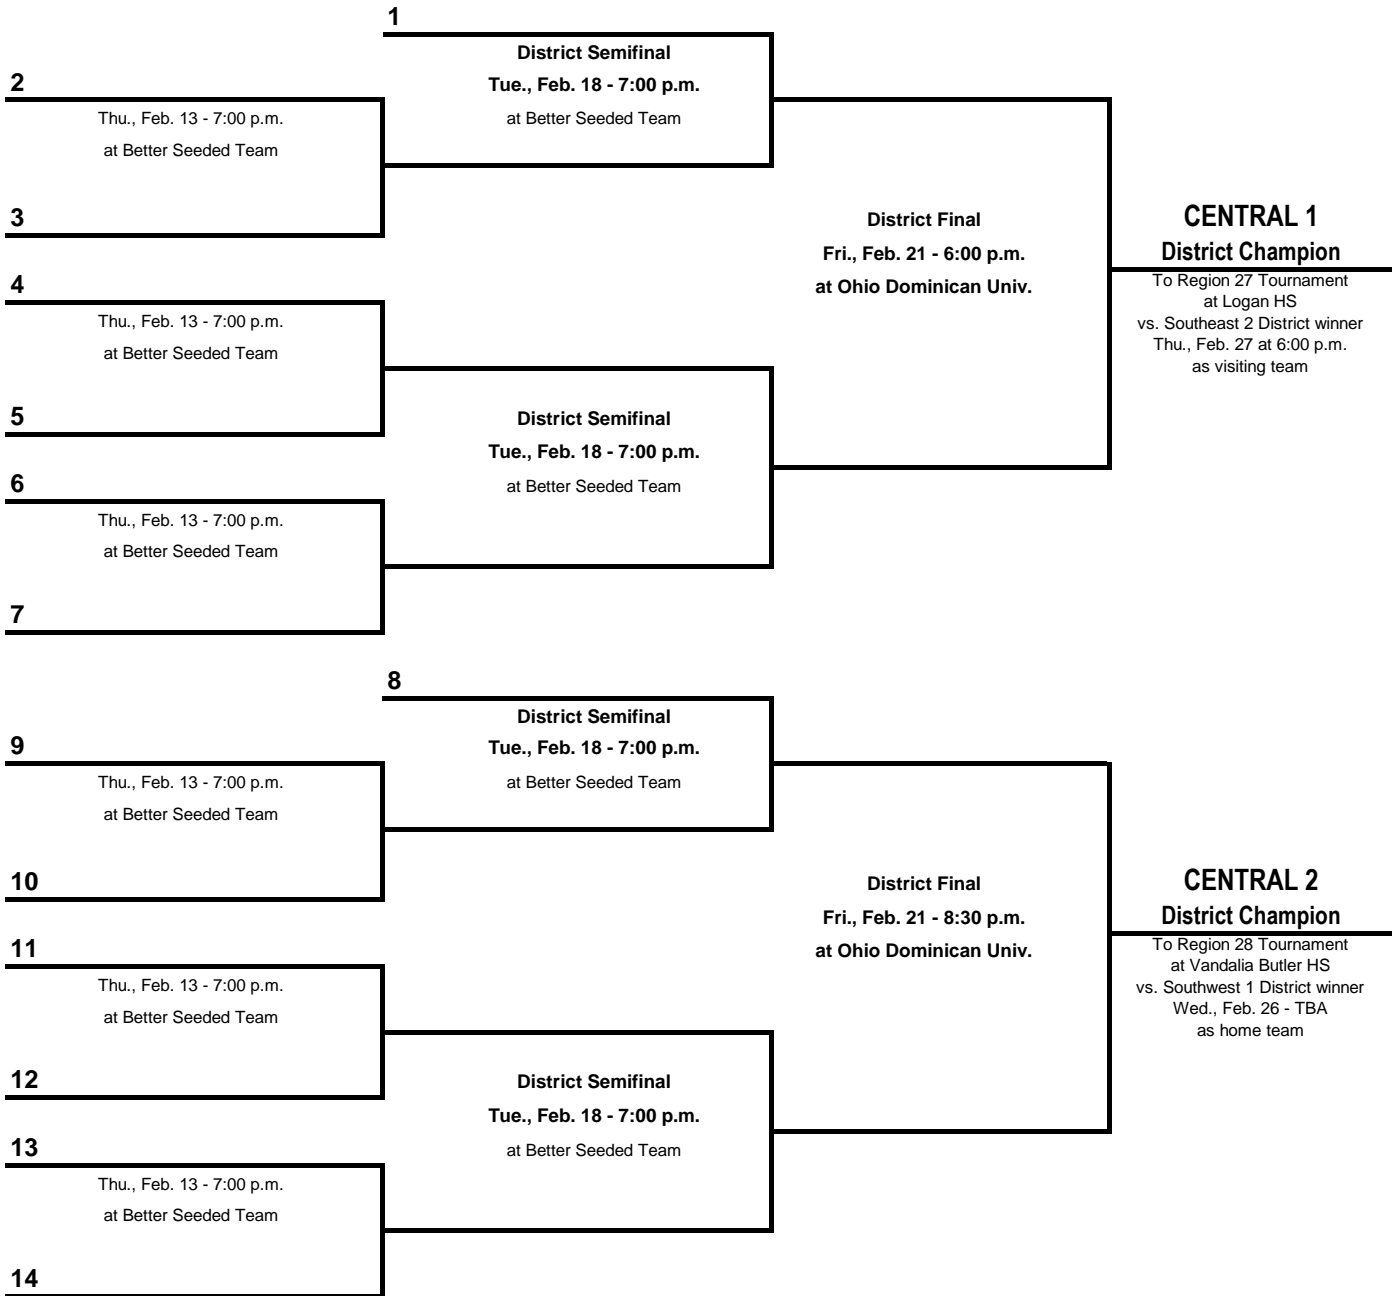 1
District Semifinal
Tue., Feb. 18 - 7:00 p.m.
at Better Seeded Team
2
Thu., Feb. 13 - 7:00 p.m.
at Better Seeded Team
3
District Final
Fri., Feb. 21 - 6:00 p.m.
at Ohio Dominican Univ.
CENTRAL 1
District Champion
To Region 27 Tournament
at Logan HS
vs. Southeast 2 District winner
Thu., Feb. 27 at 6:00 p.m.
as visiting team
4
Thu., Feb. 13 - 7:00 p.m.
at Better Seeded Team
5
District Semifinal
Tue., Feb. 18 - 7:00 p.m.
at Better Seeded Team
6
Thu., Feb. 13 - 7:00 p.m.
at Better Seeded Team
7
8
District Semifinal
Tue., Feb. 18 - 7:00 p.m.
at Better Seeded Team
9
Thu., Feb. 13 - 7:00 p.m.
at Better Seeded Team
10
District Final
Fri., Feb. 21 - 8:30 p.m.
at Ohio Dominican Univ.
CENTRAL 2
District Champion
To Region 28 Tournament
at Vandalia Butler HS
vs. Southwest 1 District winner
Wed., Feb. 26 - TBA
as home team
11
Thu., Feb. 13 - 7:00 p.m.
at Better Seeded Team
12
District Semifinal
Tue., Feb. 18 - 7:00 p.m.
at Better Seeded Team
13
Thu., Feb. 13 - 7:00 p.m.
at Better Seeded Team
14